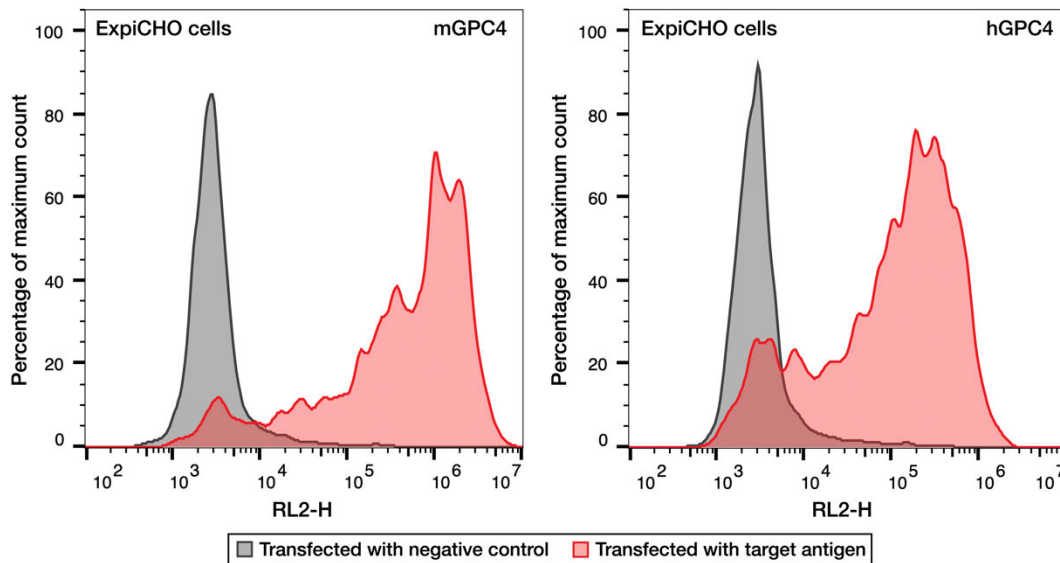 ExpiCHO cells mGPC4
Percentage of maximum count
100
80
60
40
20
0
10^2 10^3 10^4 10^5 10^6 10^7
RL2-H
ExpiCHO cells hGPC4
Percentage of maximum count
100
80
60
40
20
0
10^2 10^3 10^4 10^5 10^6 10^7
RL2-H
Transfected with negative control Transfected with target antigen